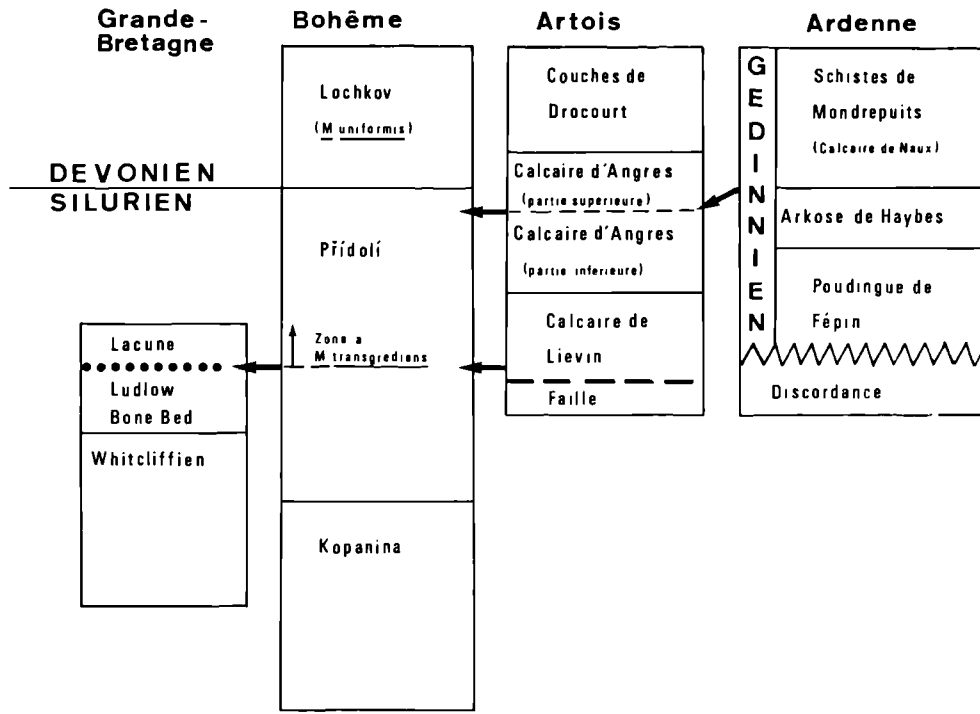 Grande-
Bretagne
Bohême
Artois
Ardenne
DEVONIEN
SILURIEN
Lacune
Ludlow
Bone Bed
Whitcliffien
Lochkov
(M uniformis)
Přídolí
Zone a
M transgrediens
Kopanina
Couches de
Drocourt
Calcaire d'Angres
(partie supérieure)
Calcaire d'Angres
(partie inférieure)
Calcaire de
Liévin
Faille
GEDINNIEN
Schistes de
Mondrepuits
(Calcaire de Naux)
Arkose de Haybes
Poudingue de
Fépin
Discordance